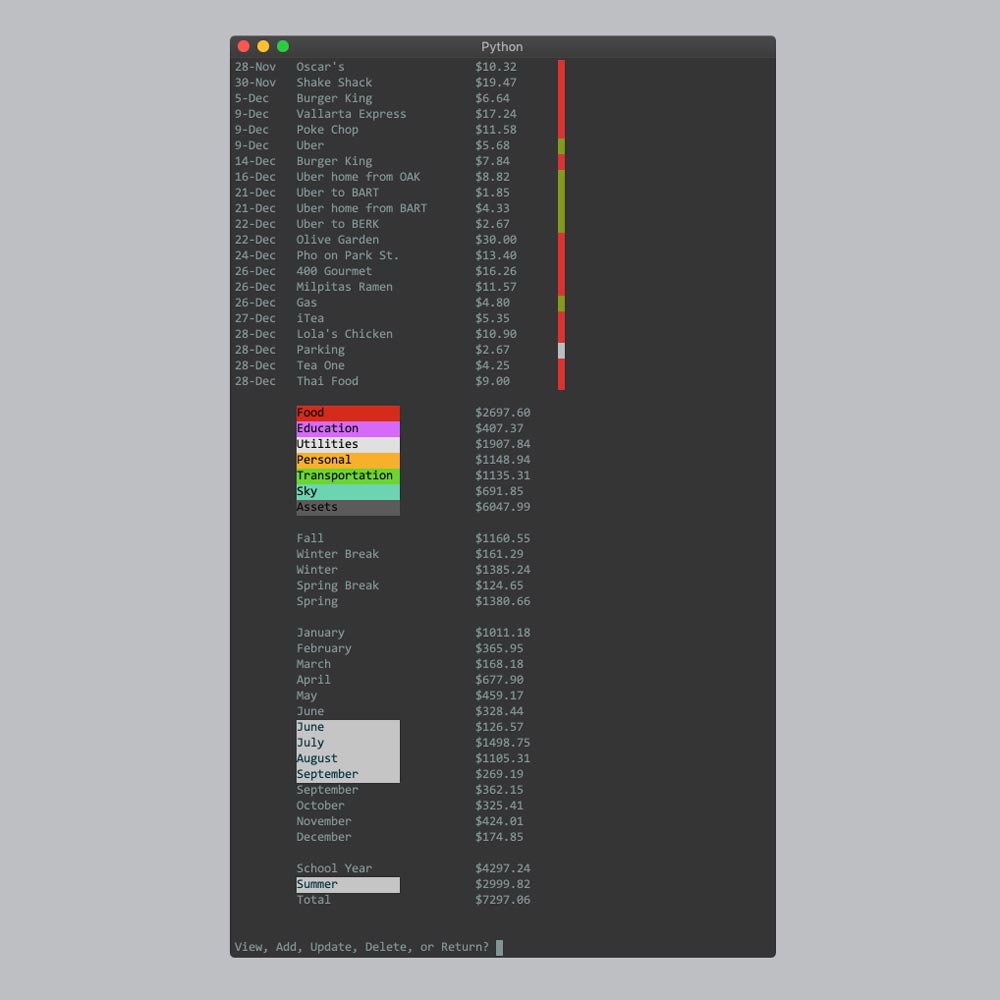 Python
28-Nov Oscar's $10.32
30-Nov Shake Shack $19.47
5-Dec Burger King $6.64
9-Dec Vallarta Express $17.24
9-Dec Poke Chop $11.58
9-Dec Uber $5.68
14-Dec Burger King $7.84
16-Dec Uber home from OAK $8.82
21-Dec Uber to BART $1.85
21-Dec Uber home from BART $4.33
22-Dec Uber to BERK $2.67
22-Dec Olive Garden $30.00
24-Dec Pho on Park St. $13.40
26-Dec 400 Gourmet $16.26
26-Dec Milpitas Ramen $11.57
26-Dec Gas $4.80
27-Dec iTea $5.35
28-Dec Lola's Chicken $10.90
28-Dec Parking $2.67
28-Dec Tea One $4.25
28-Dec Thai Food $9.00
Food $2697.60
Education $407.37
Utilities $1907.84
Personal $1148.94
Transportation $1135.31
Sky $691.85
Assets $6047.99
Fall $1160.55
Winter Break $161.29
Winter $1385.24
Spring Break $124.65
Spring $1380.66
January $1011.18
February $365.95
March $168.18
April $677.90
May $459.17
June $328.44
June $126.57
July $1498.75
August $1105.31
September $269.19
September $362.15
October $325.41
November $424.01
December $174.85
School Year $4297.24
Summer $2999.82
Total $7297.06
View, Add, Update, Delete, or Return?